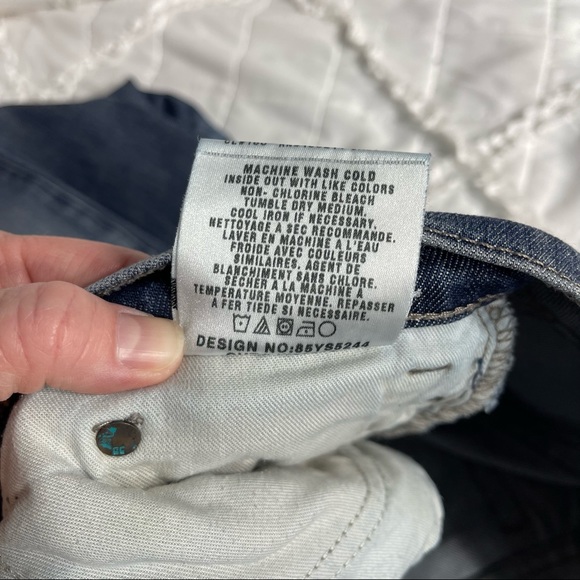 MACHINE WASH COLD
INSIDE OUT WITH LIKE COLORS
NON- CHLORINE BLEACH
TUMBLE DRY MEDIUM.
COOL IRON IF NECESSARY.
NETTOYAGE A SEC RECOMMANDE.
LAVER EN MACHINE A L'EAU
FROIDE AVEC COULEURS
SIMILAIRES, AGENT DE
BLANCHIMENT SANS CHLOR.
SECHER A LA MACHINE A
TEMPERATURE MOYENNE. REPASSER
A FER TIEDE SI NECESSAIRE.
DESIGN NO:85YS5244